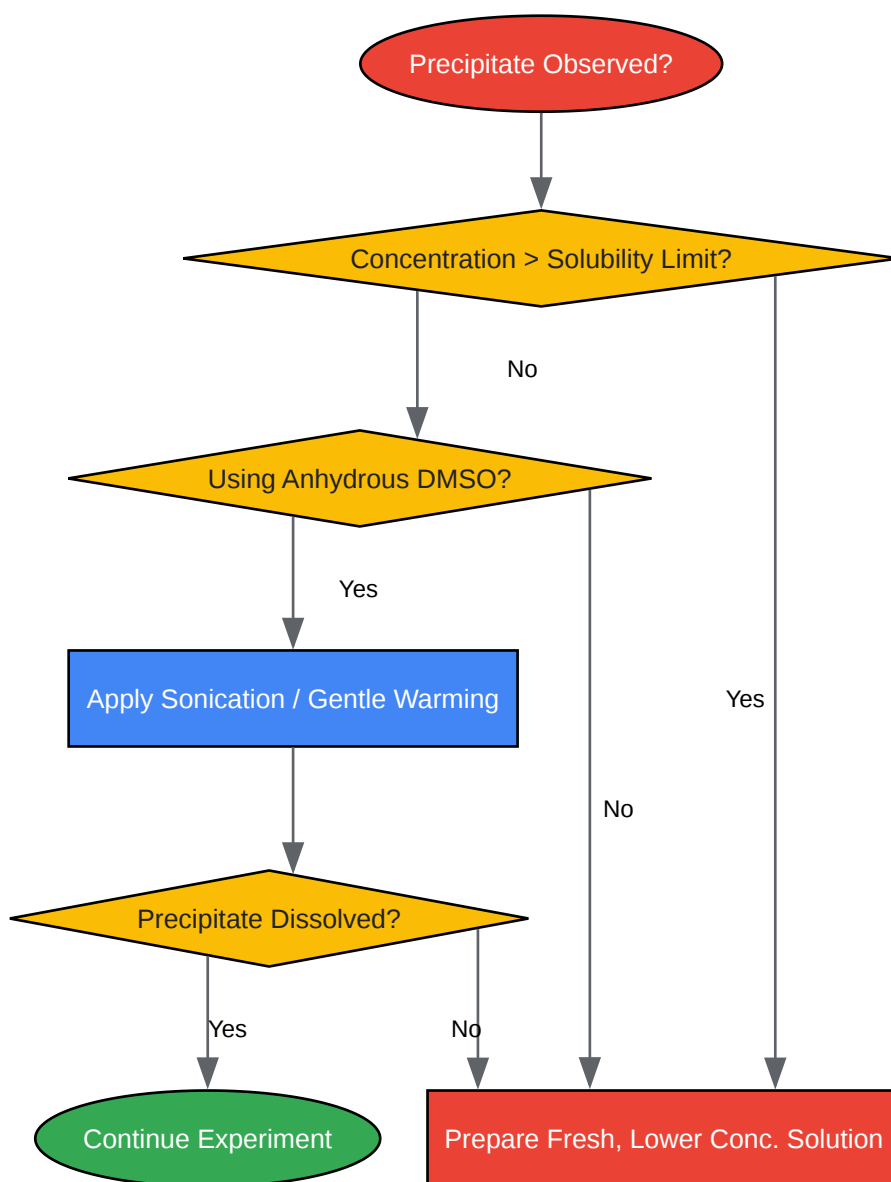 Precipitate Observed?
Concentration > Solubility Limit?
No
Using Anhydrous DMSO?
Yes
Apply Sonication / Gentle Warming
Yes
No
Precipitate Dissolved?
Yes
No
Continue Experiment
Prepare Fresh, Lower Conc. Solution